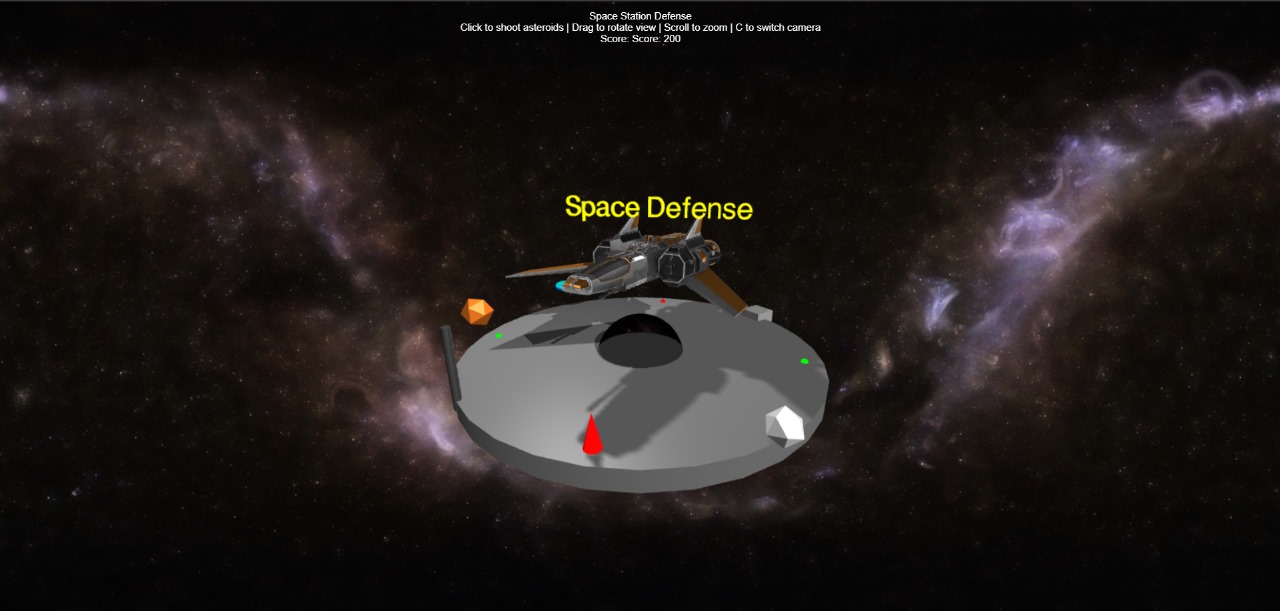 Space Station Defense
Click to shoot asteroids | Drag to rotate view | Scroll to zoom | C to switch camera
Score: Score: 200
Space Defense